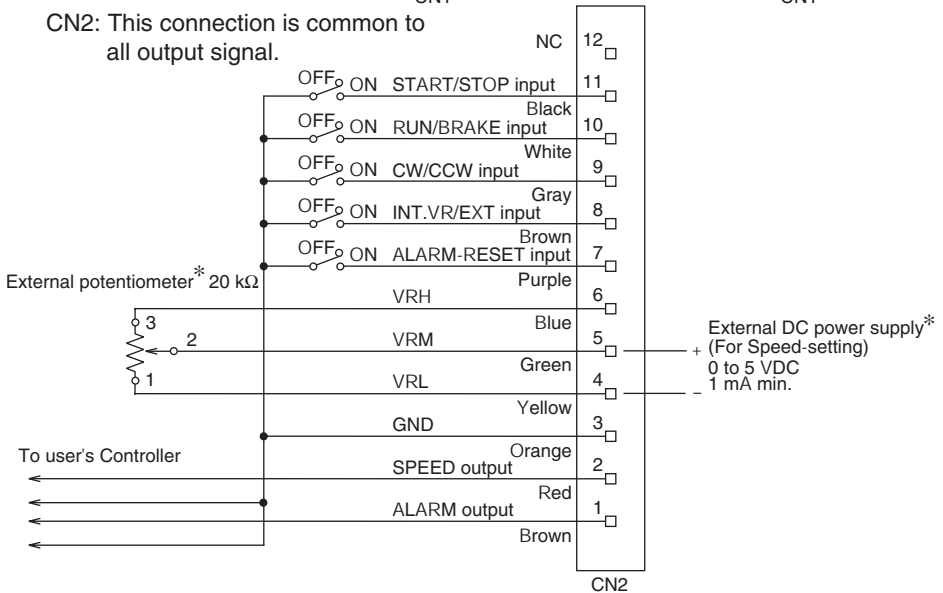 CN1 CN1
CN2: This connection is common to
all output signal.
NC 12
OFF ON START/STOP input 11
Black
OFF ON RUN/BRAKE input 10
White
OFF ON CW/CCW input 9
Gray
OFF ON INT.VR/EXT input 8
Brown
OFF ON ALARM-RESET input 7
Purple
External potentiometer* 20 kΩ
VRH 6
Blue
3
2
1
VRM 5
Green
VRL 4
Yellow
External DC power supply*
+ (For Speed-setting)
0 to 5 VDC
− 1 mA min.
GND 3
Orange
To user's Controller
SPEED output 2
Red
ALARM output 1
Brown
CN2